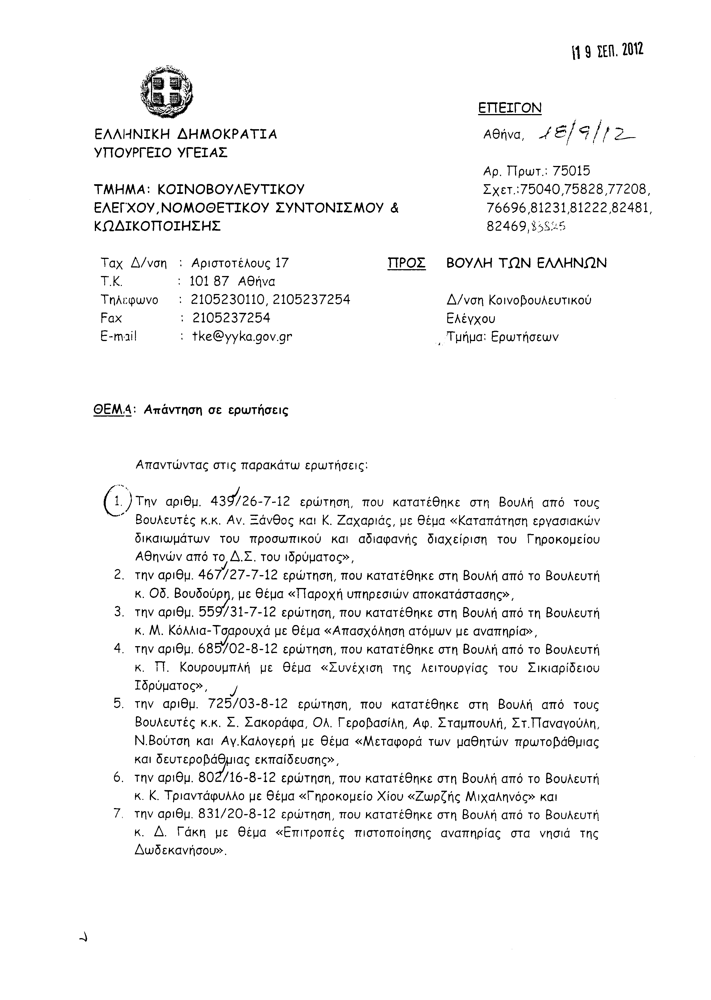 19 ΣΕΠ. 2012
ΕΠΕΙΓΟΝ
ΕΛΛΗΝΙΚΗ ΔΗΜΟΚΡΑΤΙΑ
ΥΠΟΥΡΓΕΙΟ ΥΓΕΙΑΣ
Αθήνα, 18/9/12
Αρ. Πρωτ.: 75015
ΤΜΗΜΑ: ΚΟΙΝΟΒΟΥΛΕΥΤΙΚΟΥ
ΕΛΕΓΧΟΥ,ΝΟΜΟΘΕΤΙΚΟΥ ΣΥΝΤΟΝΙΣΜΟΥ &
ΚΩΔΙΚΟΠΟΙΗΣΗΣ
Σχετ.:75040,75828,77208,
76696,81231,81222,82481,
82469,
Ταχ Δ/νση : Αριστοτέλους 17
Τ.Κ. : 101 87 Αθήνα
Τηλέφωνο : 2105230110, 2105237254
Fax : 2105237254
E-mail : tke@yyka.gov.gr
ΠΡΟΣ ΒΟΥΛΗ ΤΩΝ ΕΛΛΗΝΩΝ
Δ/νση Κοινοβουλευτικού
Ελέγχου
Τμήμα: Ερωτήσεων
ΘΕΜΑ: Απάντηση σε ερωτήσεις
Απαντώντας στις παρακάτω ερωτήσεις:
1. Την αριθμ. 439/26-7-12 ερώτηση, που κατατέθηκε στη Βουλή από τους
Βουλευτές κ.κ. Αν. Ξάνθος και Κ. Ζαχαριάς, με θέμα «Καταπάτηση εργασιακών
δικαιωμάτων του προσωπικού και αδιαφανής διαχείριση του Γηροκομείου
Αθηνών από το Δ.Σ. του ιδρύματος»,
2. την αριθμ. 467/27-7-12 ερώτηση, που κατατέθηκε στη Βουλή από το Βουλευτή
κ. Οδ. Βουδούρη, με θέμα «Παροχή υπηρεσιών αποκατάστασης»,
3. την αριθμ. 559/31-7-12 ερώτηση, που κατατέθηκε στη Βουλή από τη Βουλευτή
κ. Μ. Κόλλια-Τσαρουχά με θέμα «Απασχόληση ατόμων με αναπηρία»,
4. την αριθμ. 685/02-8-12 ερώτηση, που κατατέθηκε στη Βουλή από το Βουλευτή
κ. Π. Κουρουμπλή με θέμα «Συνέχιση της λειτουργίας του Σικιαρίδειου
Ιδρύματος»,
5. την αριθμ. 725/03-8-12 ερώτηση, που κατατέθηκε στη Βουλή από τους
Βουλευτές κ.κ. Σ. Σακοράφα, Ολ. Γεροβασίλη, Αφ. Σταμπουλή, Στ.Παναγούλη,
Ν.Βούτση και Αγ.Καλογερή με θέμα «Μεταφορά των μαθητών πρωτοβάθμιας
και δευτεροβάθμιας εκπαίδευσης»,
6. την αριθμ. 802/16-8-12 ερώτηση, που κατατέθηκε στη Βουλή από το Βουλευτή
κ. Κ. Τριαντάφυλλο με θέμα «Γηροκομείο Χίου «Ζωρζής Μιχαληνός» και
7. την αριθμ. 831/20-8-12 ερώτηση, που κατατέθηκε στη Βουλή από το Βουλευτή
κ. Δ. Γάκη με θέμα «Επιτροπές πιστοποίησης αναπηρίας στα νησιά της
Δωδεκανήσου».